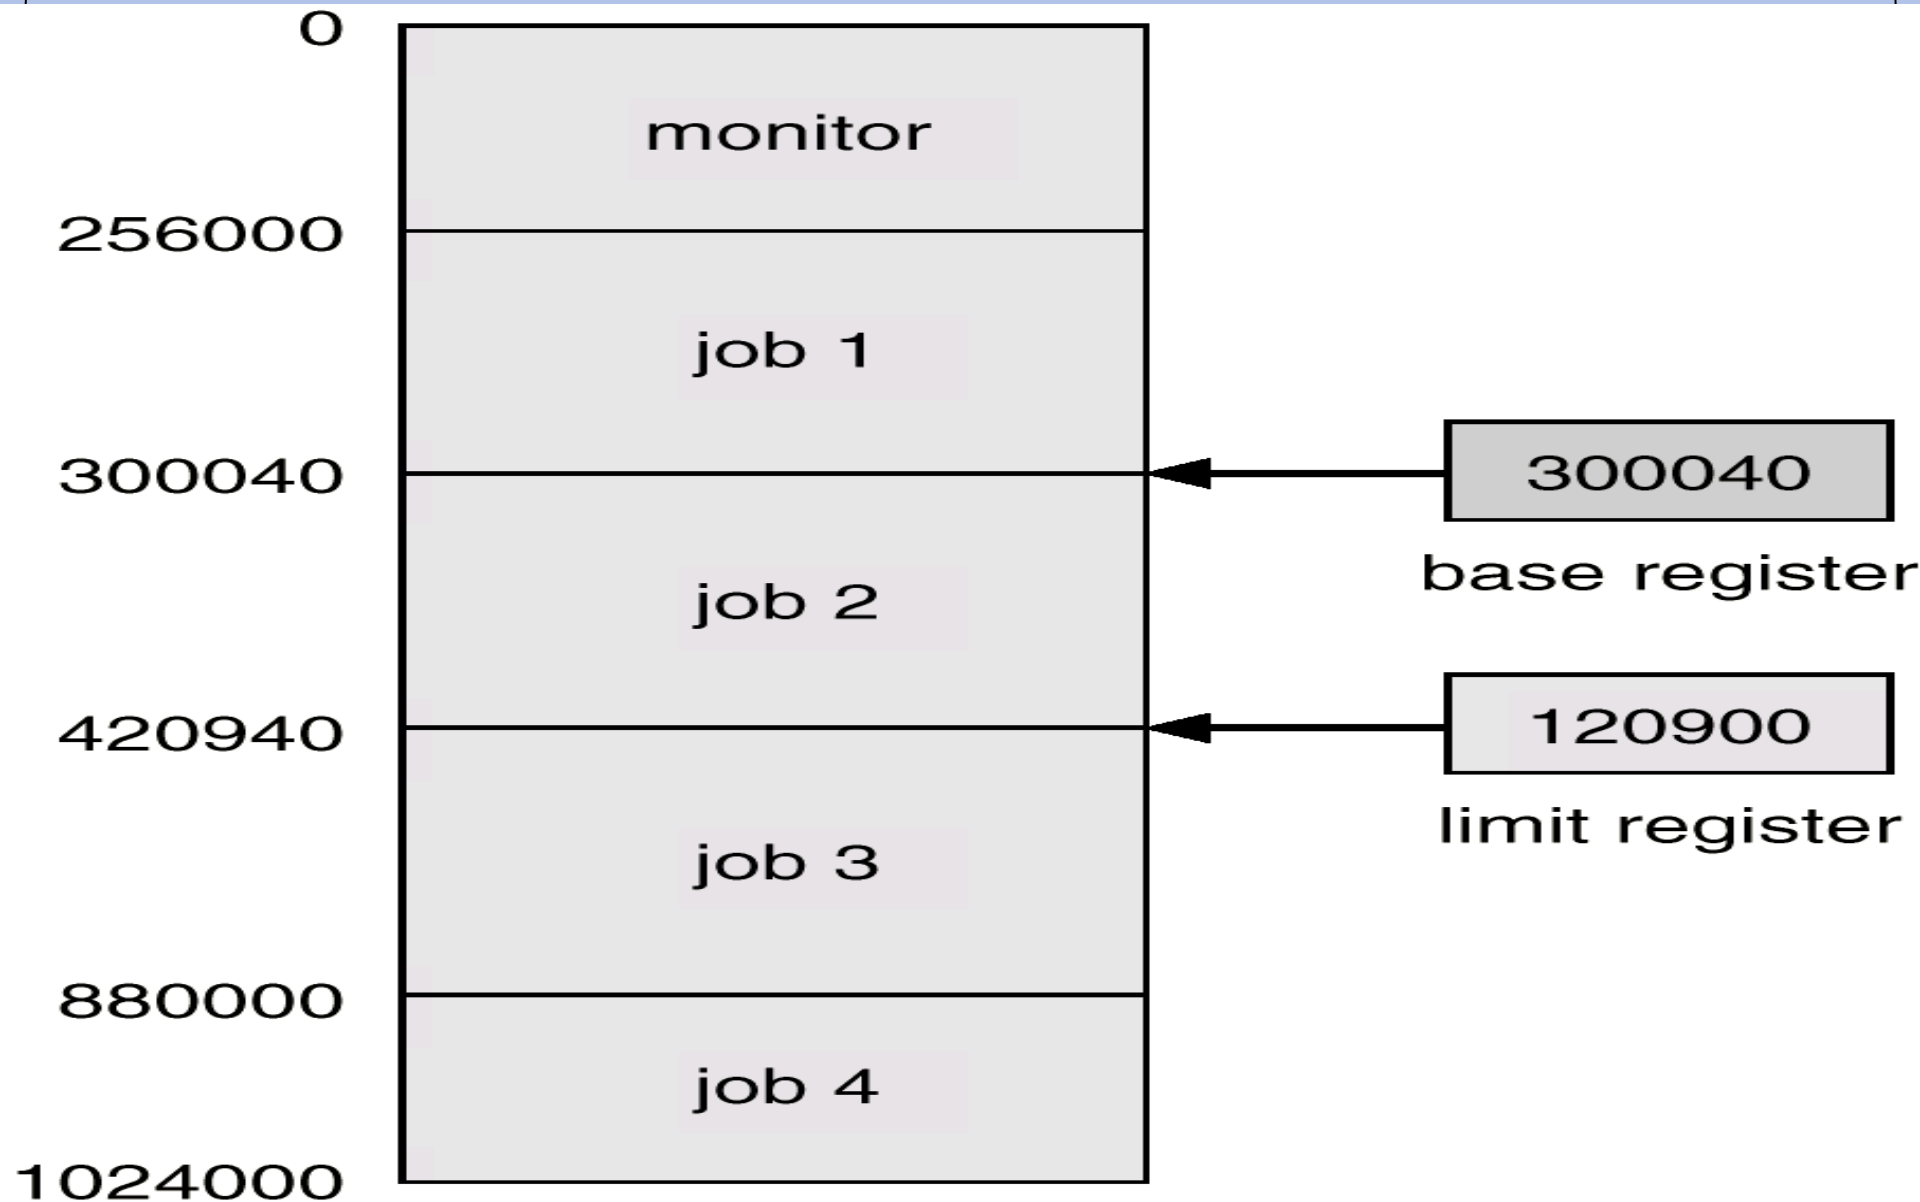 0
monitor
256000
job 1
300040
300040
base register
job 2
420940
120900
limit register
job 3
880000
job 4
1024000